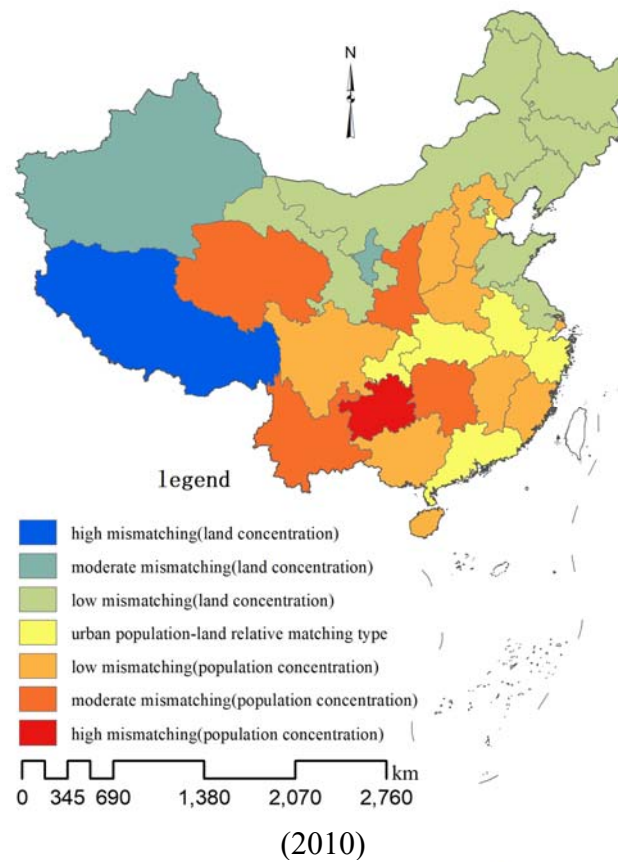 N
legend
high mismatching(land concentration)
moderate mismatching(land concentration)
low mismatching(land concentration)
urban population-land relative matching type
low mismatching(population concentration)
moderate mismatching(population concentration)
high mismatching(population concentration)
km
0 345 690 1,380 2,070 2,760
(2010)